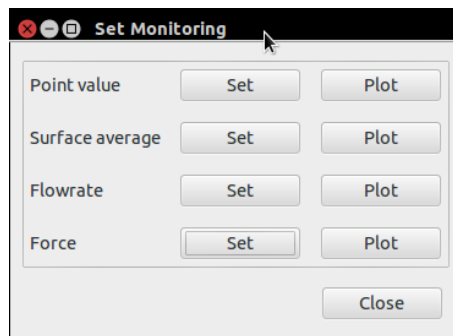 Set Monitoring
Point value Set Plot
Surface average Set Plot
Flowrate Set Plot
Force Set Plot
Close